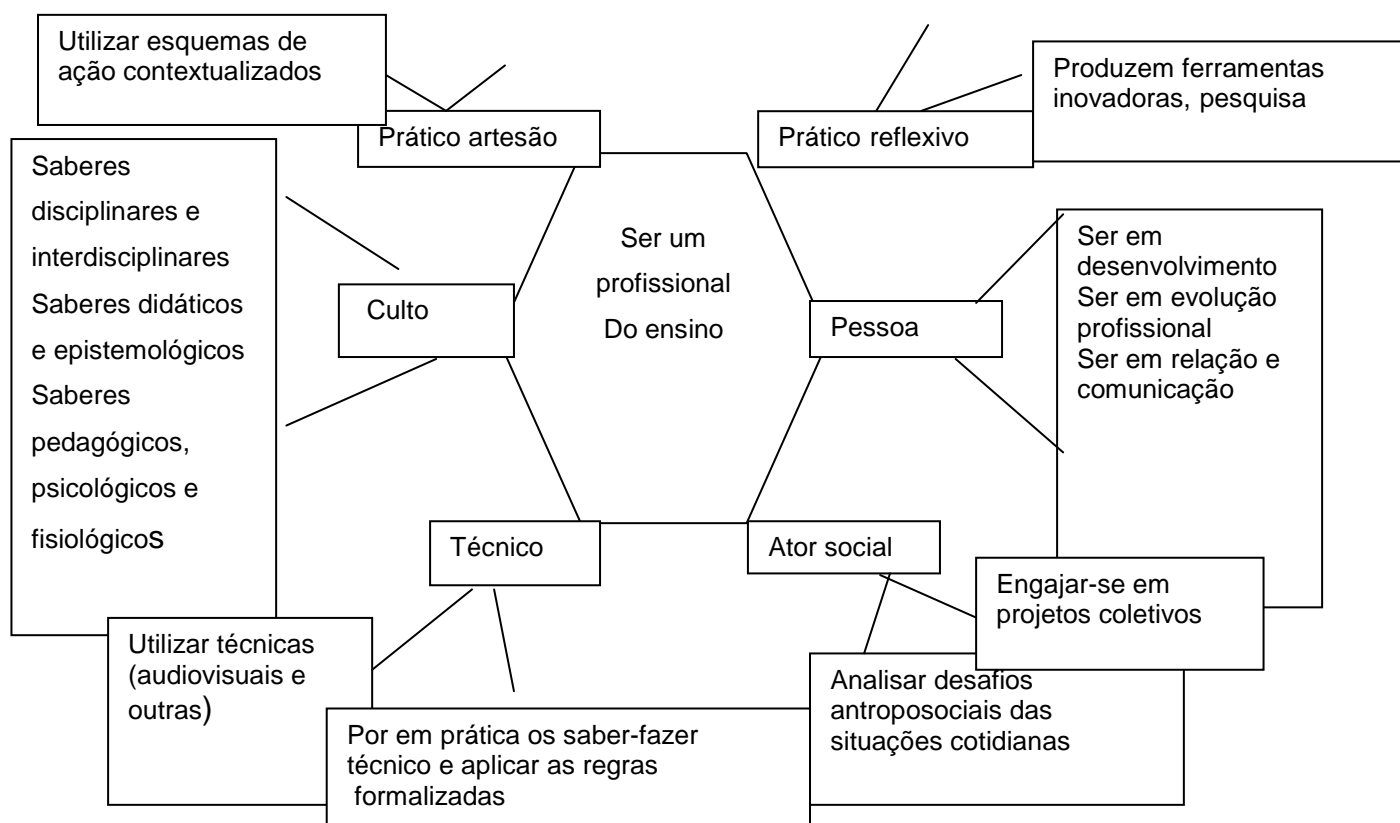 Utilizar esquemas de
ação contextualizados
Produzem ferramentas
inovadoras, pesquisa
Prático artesão
Prático reflexivo
Saberes
disciplinares e
interdisciplinares
Saberes didáticos
e epistemológicos
Saberes
pedagógicos,
psicológicos e
fisiológicos
Ser um
profissional
Do ensino
Culto
Pessoa
Ser em
desenvolvimento
Ser em evolução
profissional
Ser em relação e
comunicação
Técnico
Ator social
Engajar-se em
projetos coletivos
Utilizar técnicas
(audiovisuais e
outras)
Por em prática os saber-fazer
técnico e aplicar as regras
formalizadas
Analisar desafios
antroposociais das
situações cotidianas